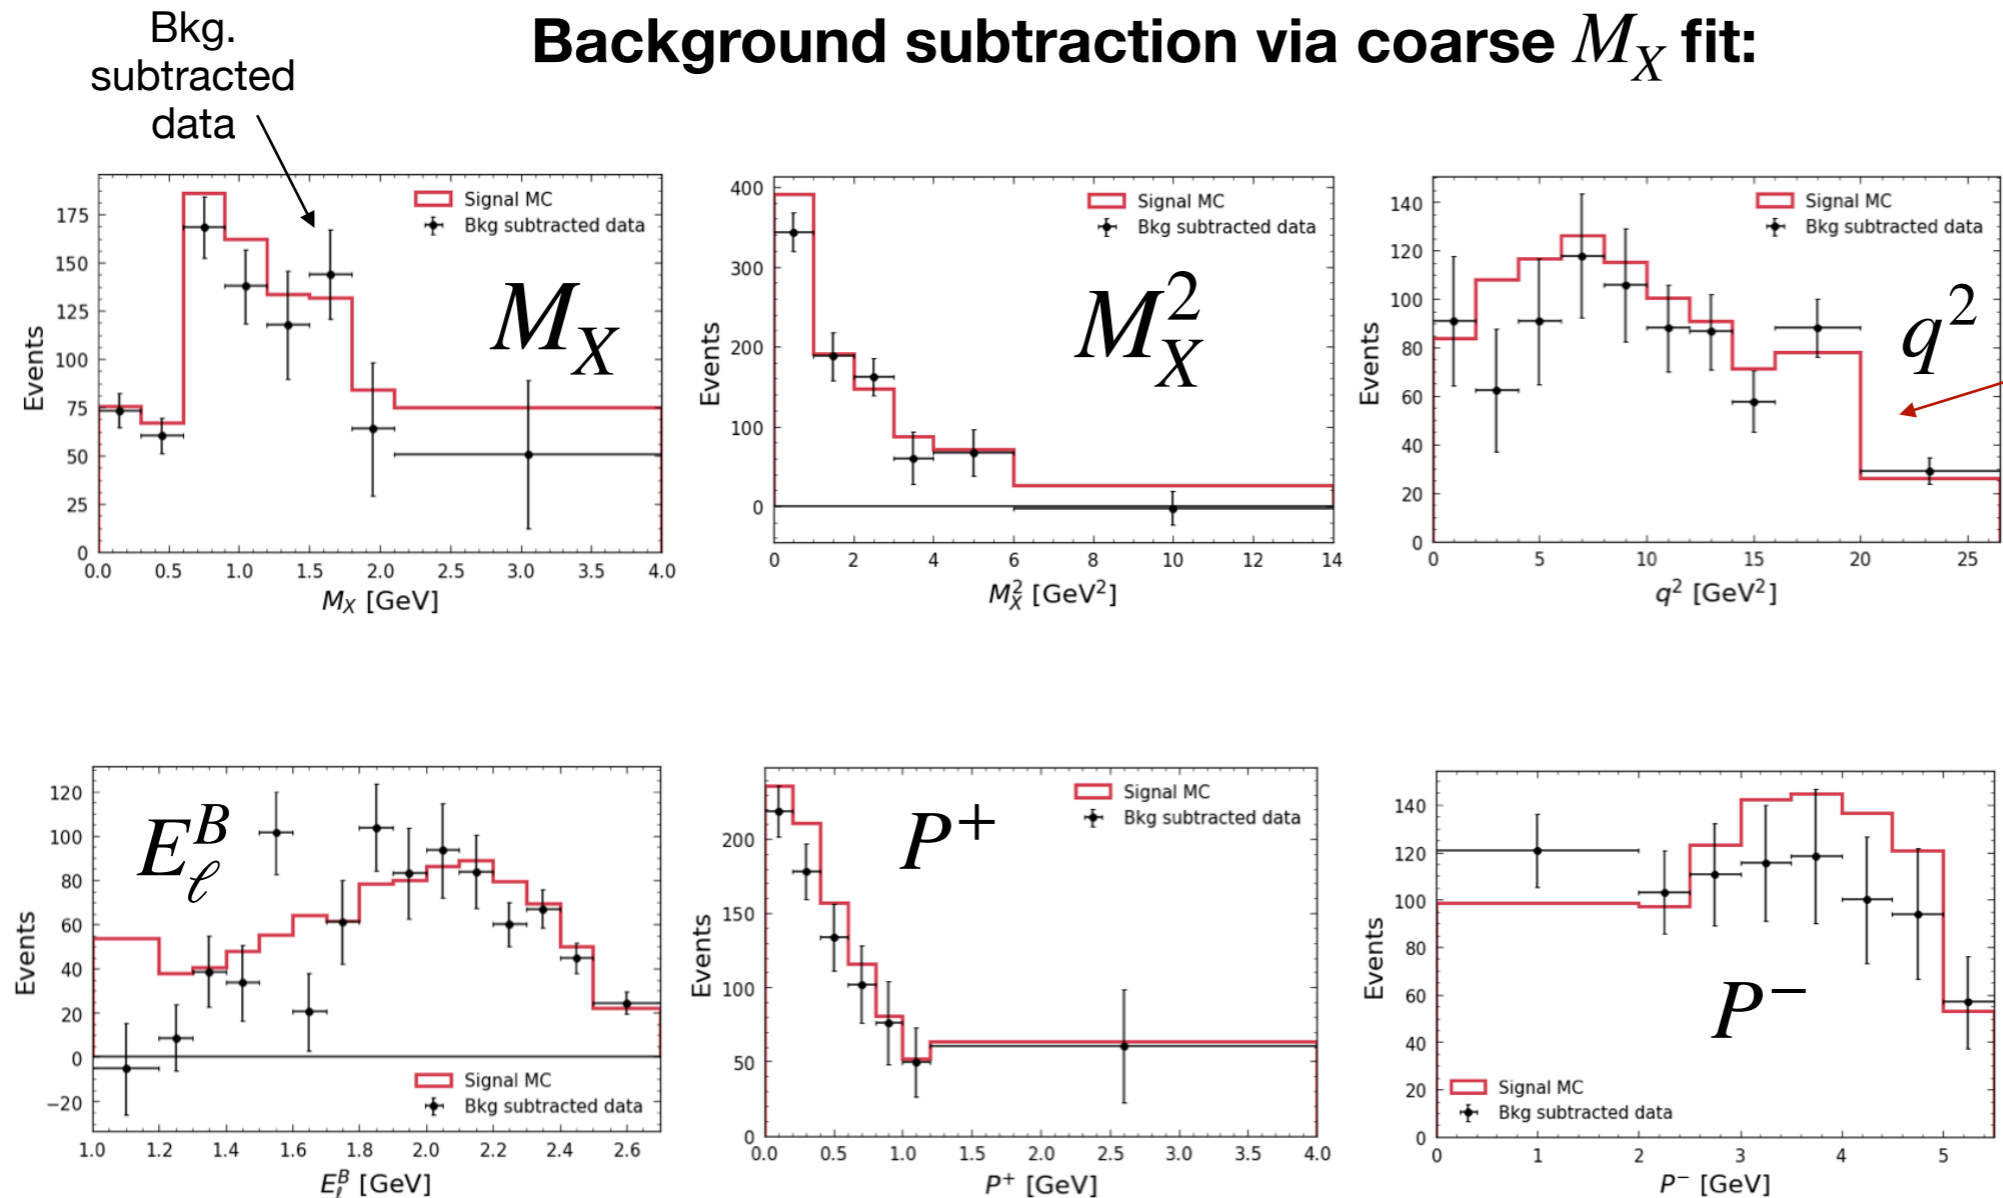 Bkg.
subtracted
data
Background subtraction via coarse M_X fit:
Events
175
150
125
100
75
50
25
0
0.0 0.5 1.0 1.5 2.0 2.5 3.0 3.5 4.0
M_X [GeV]
Signal MC
Bkg subtracted data
M_X
Events
400
300
200
100
0
0 2 4 6 8 10 12 14
M_X^2 [GeV^2]
Signal MC
Bkg subtracted data
M_X^2
Events
140
120
100
80
60
40
20
0
0 5 10 15 20 25
q^2 [GeV^2]
Signal MC
Bkg subtracted data
q^2
Events
120
100
80
60
40
20
0
−20
1.0 1.2 1.4 1.6 1.8 2.0 2.2 2.4 2.6
E_ℓ^B [GeV]
Signal MC
Bkg subtracted data
E_ℓ^B
Events
200
150
100
50
0
0.0 0.5 1.0 1.5 2.0 2.5 3.0 3.5 4.0
P^+ [GeV]
Signal MC
Bkg subtracted data
P^+
Events
140
120
100
80
60
40
20
0
0 1 2 3 4 5
P^− [GeV]
Signal MC
Bkg subtracted data
P^−